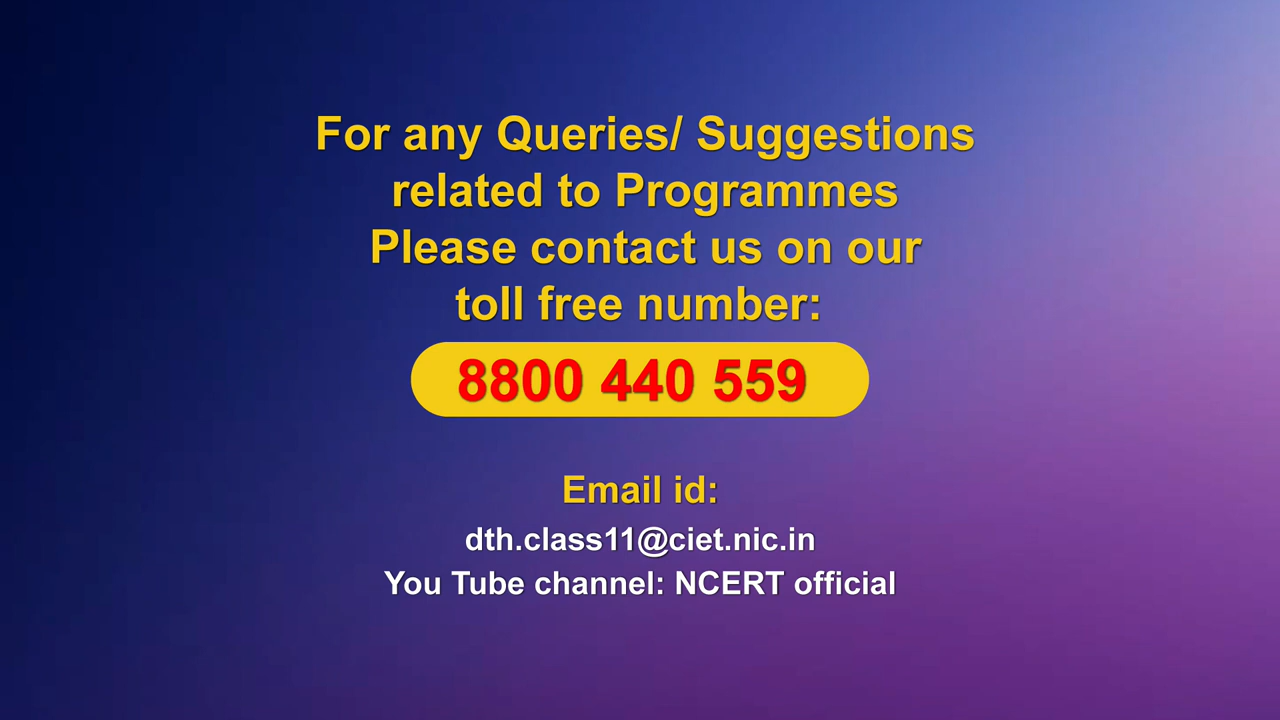 For any Queries/ Suggestions
related to Programmes
Please contact us on our
toll free number:
8800 440 559
Email id:
dth.class11@ciet.nic.in
You Tube channel: NCERT official